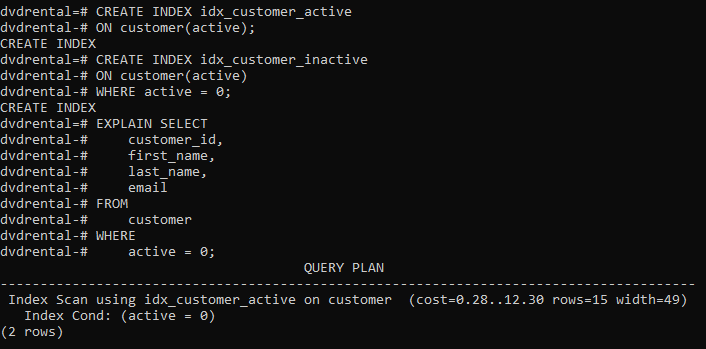 dvdrental=# CREATE INDEX idx_customer_active
dvdrental-# ON customer(active);
CREATE INDEX
dvdrental=# CREATE INDEX idx_customer_inactive
dvdrental-# ON customer(active)
dvdrental-# WHERE active = 0;
CREATE INDEX
dvdrental=# EXPLAIN SELECT
dvdrental-#     customer_id,
dvdrental-#     first_name,
dvdrental-#     last_name,
dvdrental-#     email
dvdrental-# FROM
dvdrental-#     customer
dvdrental-# WHERE
dvdrental-#     active = 0;
                                      QUERY PLAN
---------------------------------------------------------------------------------------
 Index Scan using idx_customer_active on customer  (cost=0.28..12.30 rows=15 width=49)
   Index Cond: (active = 0)
(2 rows)